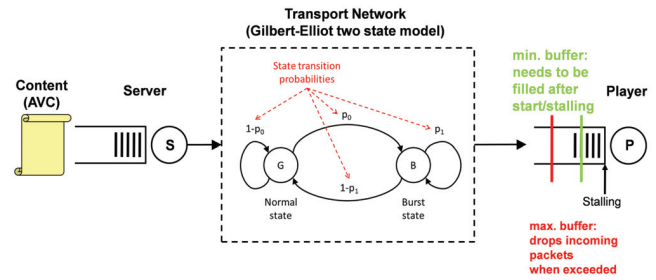 Transport Network
(Gilbert-Elliot two state model)
Content
(AVC)
Server
S
State transition
probabilities
1-p0
p0
p1
G
B
1-p1
Normal
state
Burst
state
min. buffer:
needs to be
filled after
start/stalling
Player
P
Stalling
max. buffer:
drops incoming
packets
when exceeded